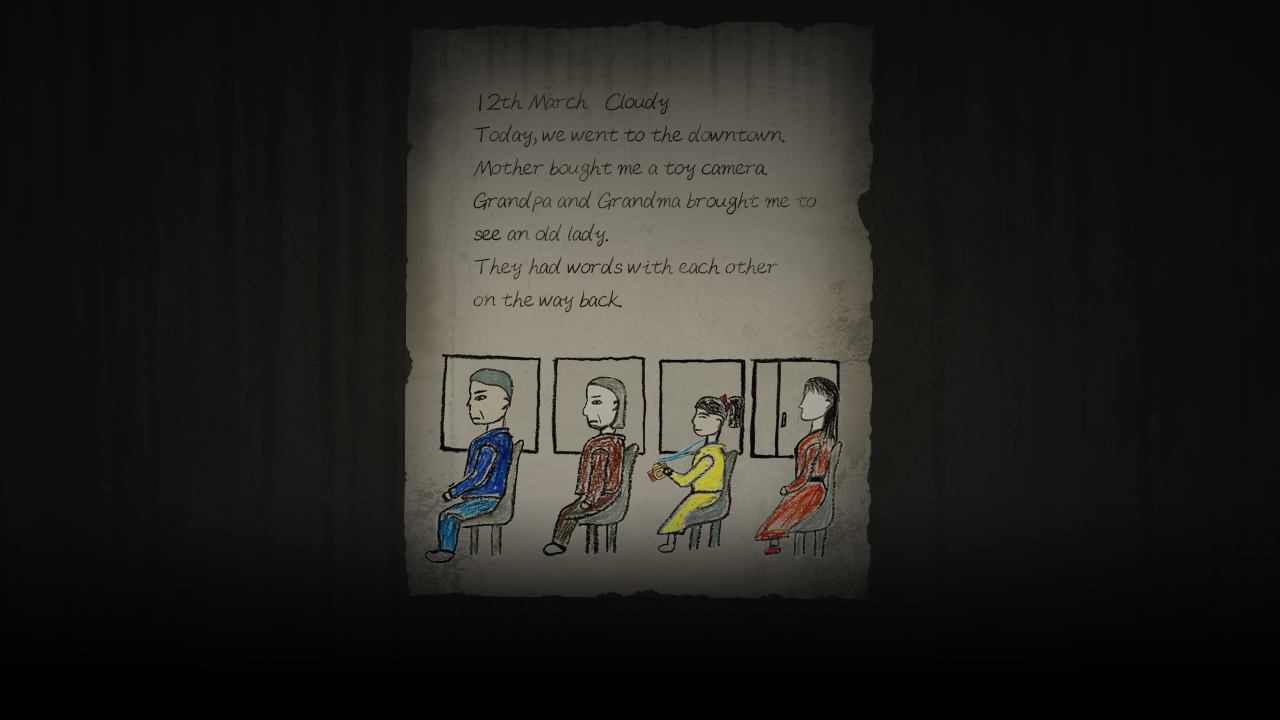 12th March Cloudy
Today, we went to the downtown.
Mother bought me a toy camera.
Grandpa and Grandma brought me to
see an old lady.
They had words with each other
on the way back.